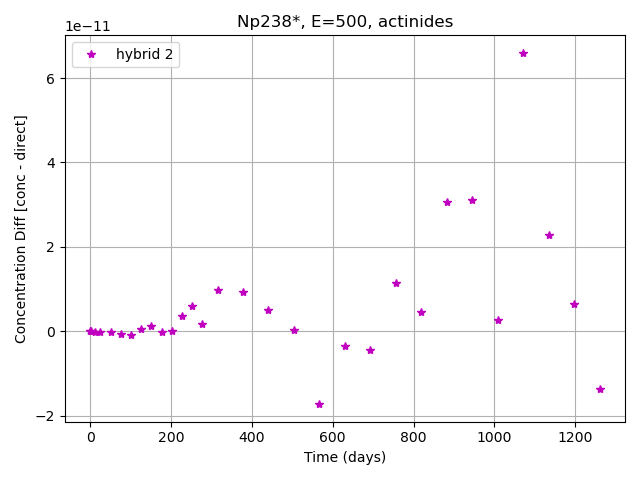 Np238*, E=500, actinides
1e−11
hybrid 2
Concentration Diff [conc - direct]
6
4
2
0
−2
0 200 400 600 800 1000 1200
Time (days)